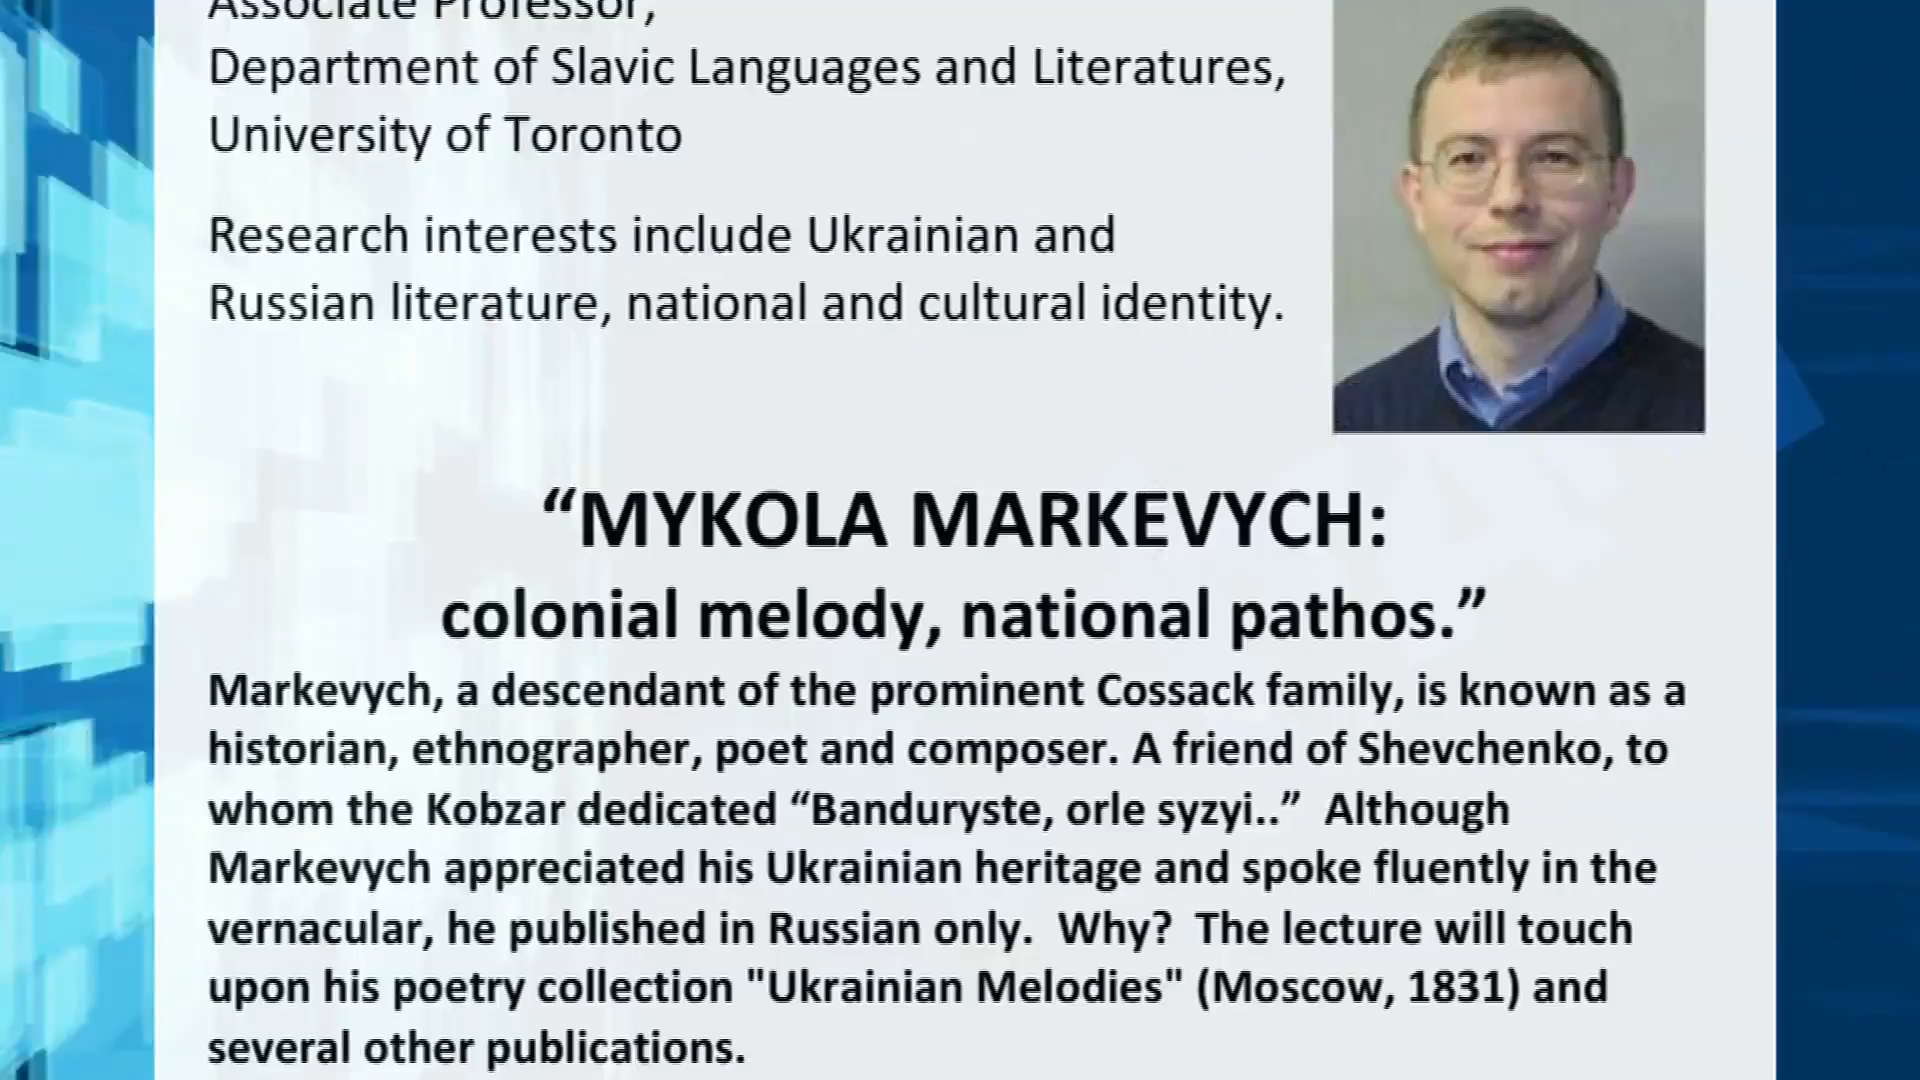 Associate Professor,
Department of Slavic Languages and Literatures,
University of Toronto
Research interests include Ukrainian and
Russian literature, national and cultural identity.
“MYKOLA MARKEVYCH:
colonial melody, national pathos.”
Markevych, a descendant of the prominent Cossack family, is known as a
historian, ethnographer, poet and composer. A friend of Shevchenko, to
whom the Kobzar dedicated “Banduryste, orle syzyi..”  Although
Markevych appreciated his Ukrainian heritage and spoke fluently in the
vernacular, he published in Russian only.  Why?  The lecture will touch
upon his poetry collection "Ukrainian Melodies" (Moscow, 1831) and
several other publications.